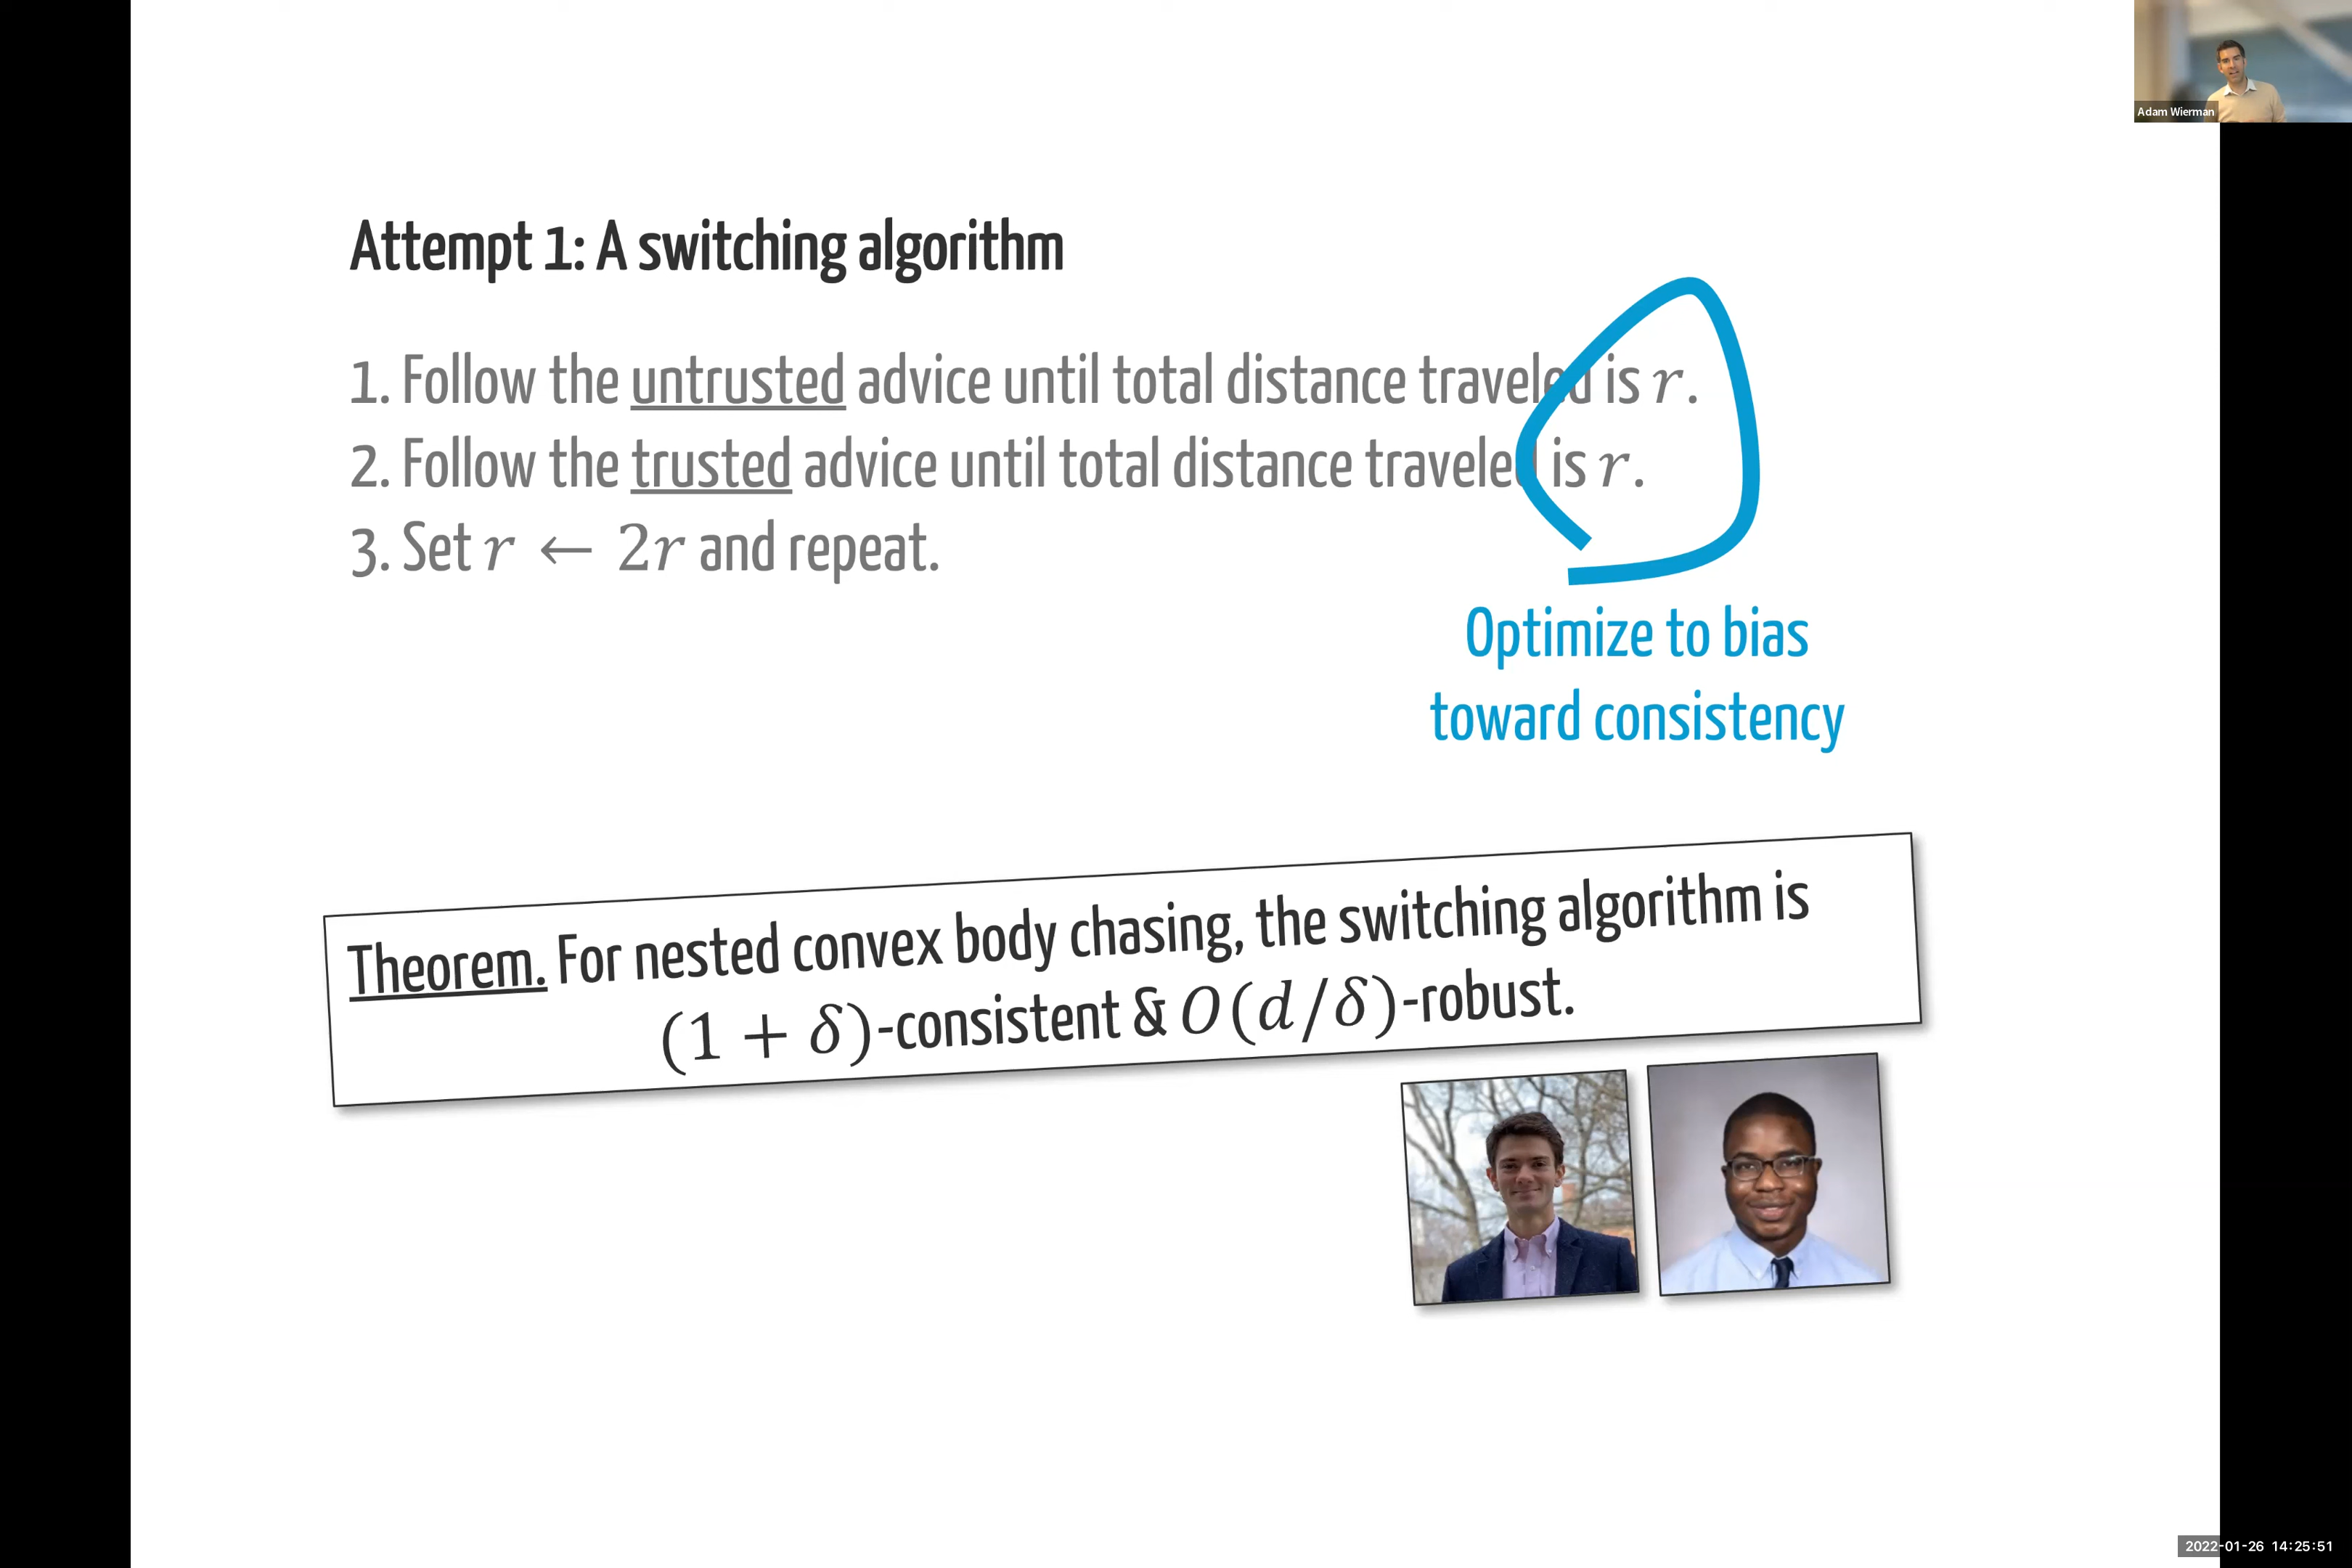 Adam Wierman
Attempt 1: A switching algorithm
1. Follow the untrusted advice until total distance traveled is r.
2. Follow the trusted advice until total distance traveled is r.
3. Set r ← 2r and repeat.
Optimize to bias
toward consistency
Theorem. For nested convex body chasing, the switching algorithm is
(1 + δ)-consistent & O(d/δ)-robust.
2022-01-26 14:25:51